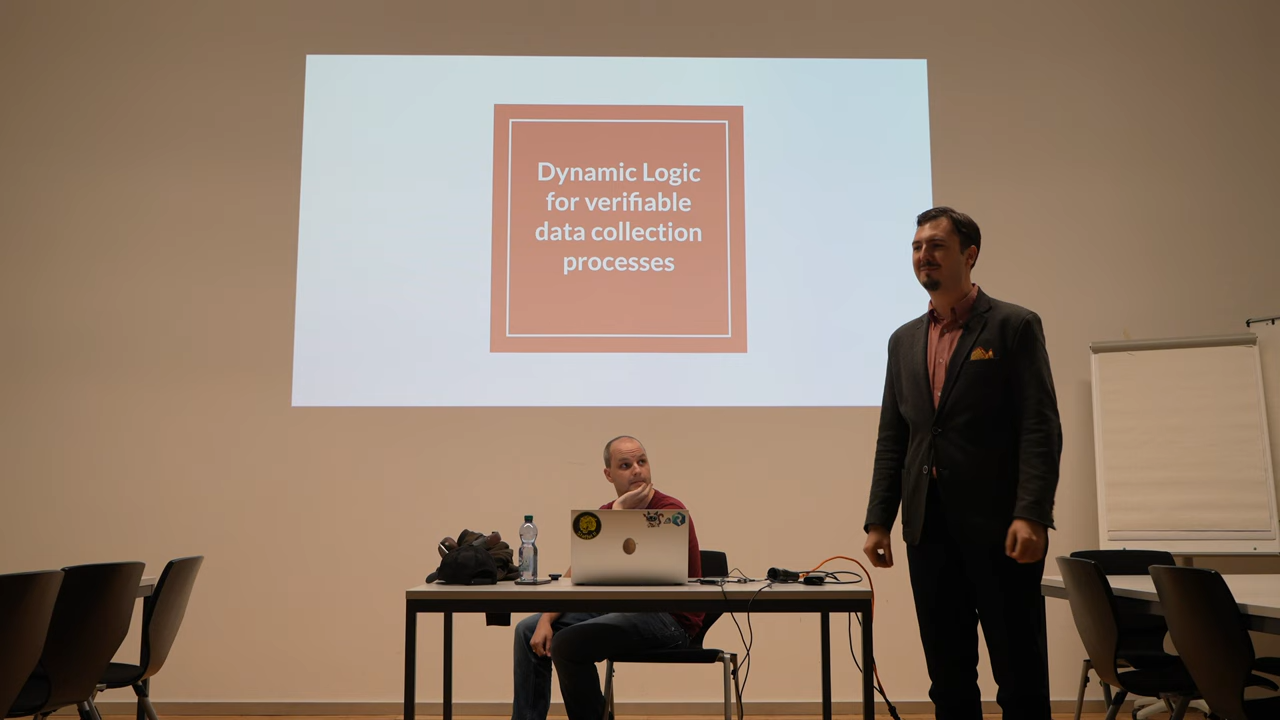 Dynamic Logic
for verifiable
data collection
processes